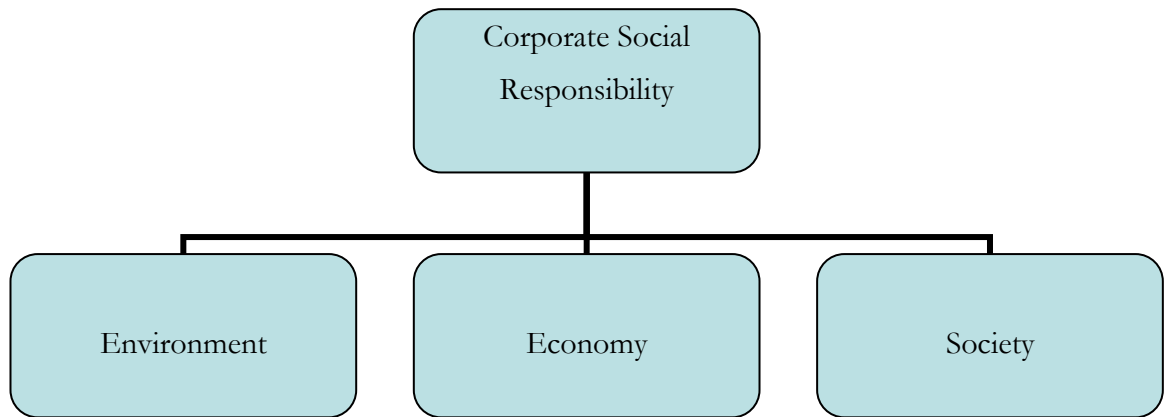 Corporate Social
Responsibility
Environment
Economy
Society